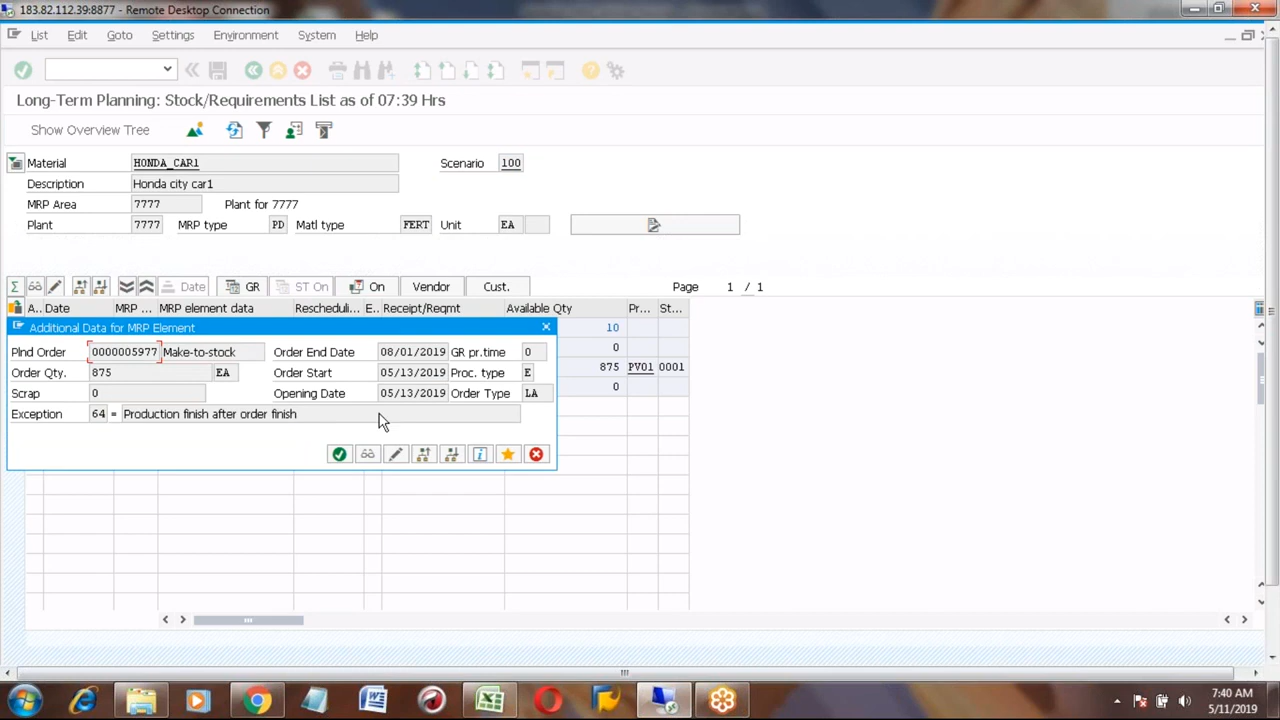 183.82.112.39:8877 - Remote Desktop Connection
List Edit Goto Settings Environment System Help
Long-Term Planning: Stock/Requirements List as of 07:39 Hrs
Show Overview Tree
Material HONDA_CAR1 Scenario 100
Description Honda city car1
MRP Area 7777 Plant for 7777
Plant 7777 MRP type PD Matl type FERT Unit EA
Date GR ST On On Vendor Cust. Page 1 / 1
A.. Date MRP ... MRP element data Rescheduli... E.. Receipt/Reqmt Available Qty Pr... St...
Additional Data for MRP Element 10
Plnd Order 0000005977 Make-to-stock Order End Date 08/01/2019 GR pr.time 0 0
Order Qty. 875 EA Order Start 05/13/2019 Proc. type E 875 PV01 0001
Scrap 0 Opening Date 05/13/2019 Order Type LA 0
Exception 64 = Production finish after order finish
7:40 AM
5/11/2019